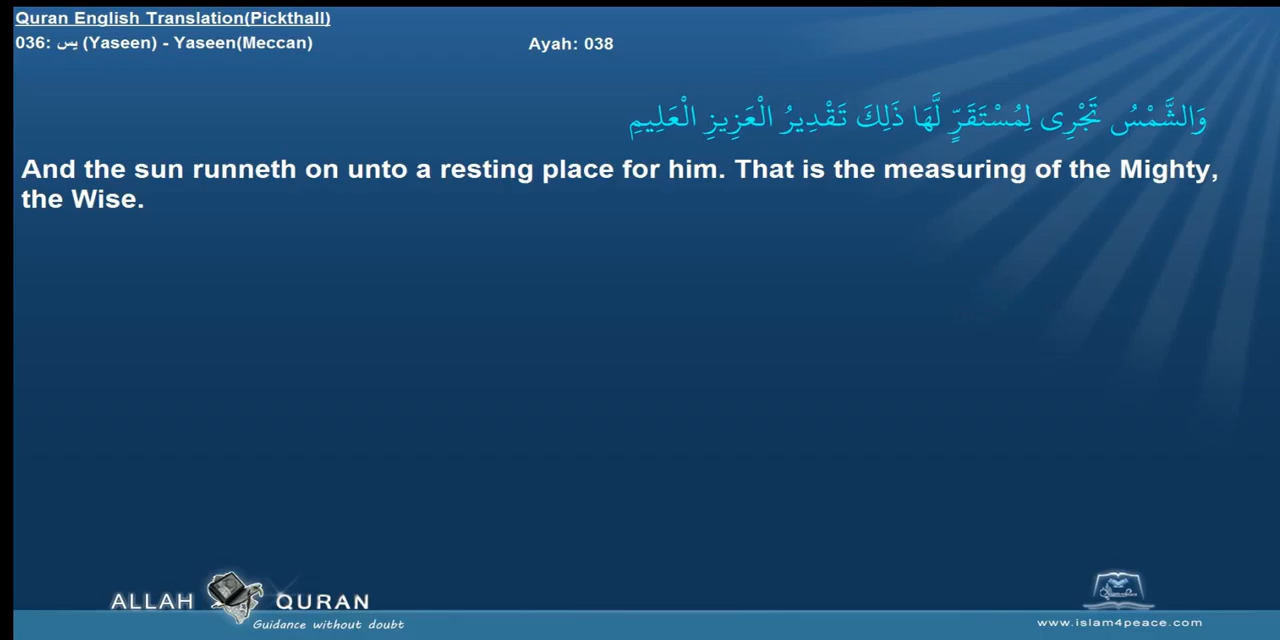 Quran English Translation(Pickthall)
036: يس (Yaseen) - Yaseen(Meccan)
Ayah: 038
وَالشَّمْسُ تَجْرِى لِمُسْتَقَرٍّ لَّهَا ذَلِكَ تَقْدِيرُ الْعَزِيزِ الْعَلِيمِ
And the sun runneth on unto a resting place for him. That is the measuring of the Mighty,
the Wise.
ALLAH QURAN
Guidance without doubt
www.islam4peace.com